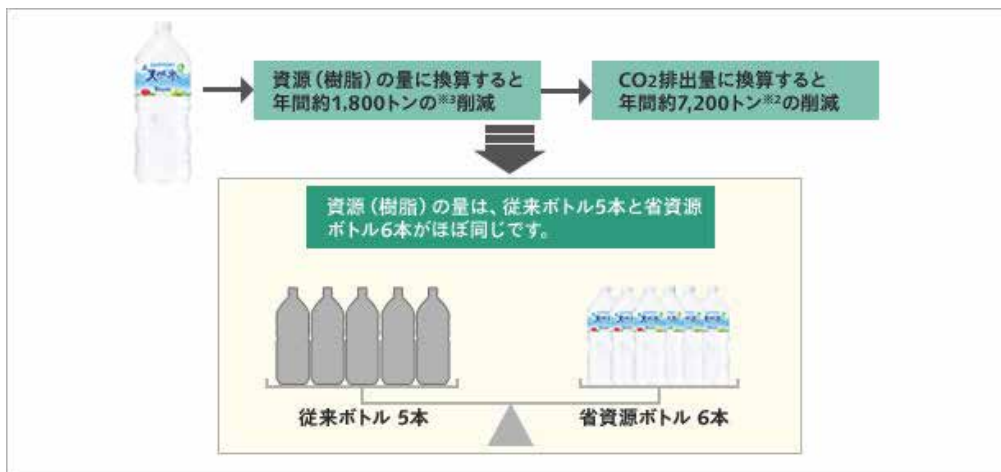 天然水
資源（樹脂）の量に換算すると
年間約1,800トンの※3削減
CO2排出量に換算すると
年間約7,200トン※2の削減
資源（樹脂）の量は、従来ボトル5本と省資源
ボトル6本がほぼ同じです。
従来ボトル 5本
省資源ボトル 6本